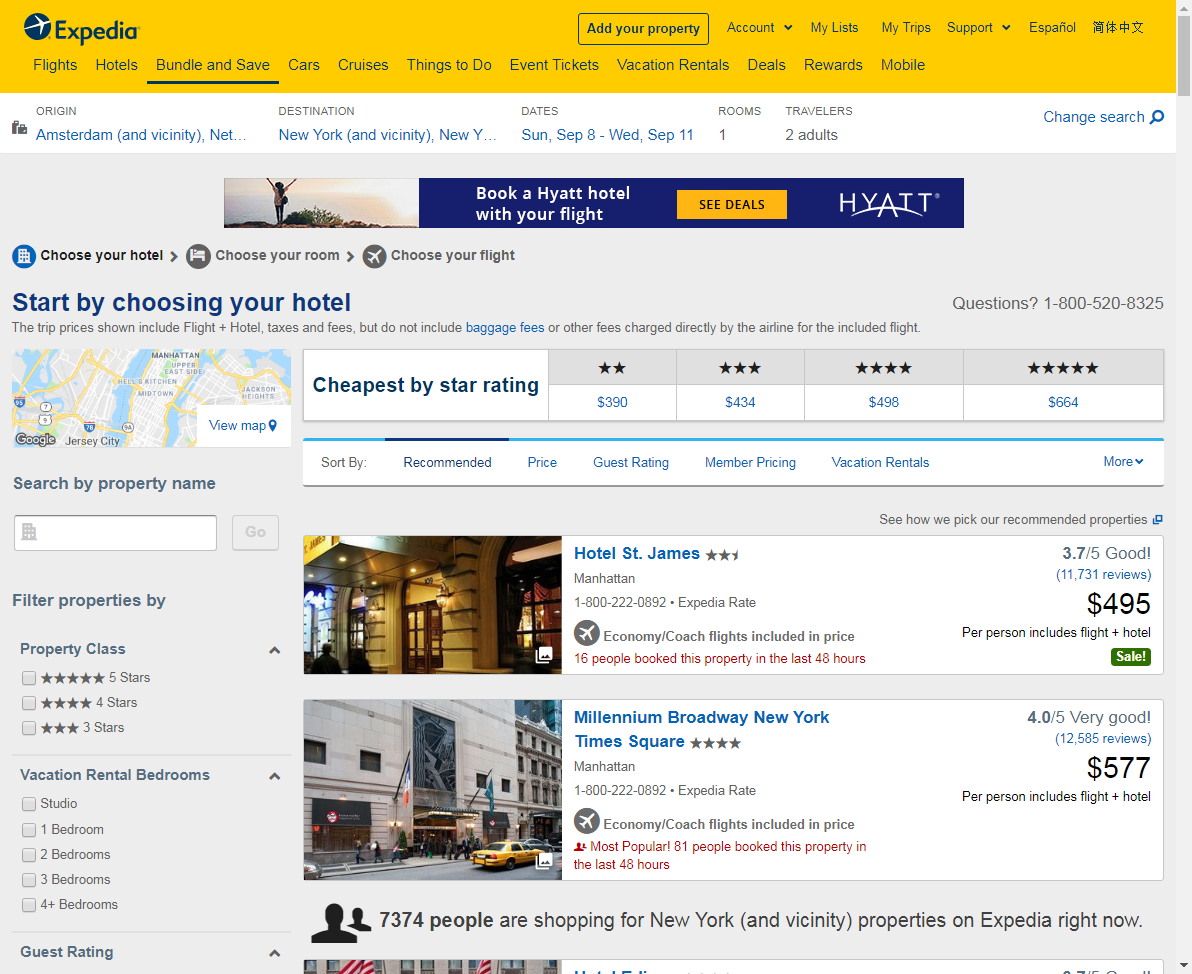 Expedia
Add your property
Account
My Lists
My Trips
Support
Español
简体中文
Flights
Hotels
Bundle and Save
Cars
Cruises
Things to Do
Event Tickets
Vacation Rentals
Deals
Rewards
Mobile
ORIGIN
Amsterdam (and vicinity), Net...
DESTINATION
New York (and vicinity), New Y...
DATES
Sun, Sep 8 - Wed, Sep 11
ROOMS
1
TRAVELERS
2 adults
Change search
Book a Hyatt hotel
with your flight
SEE DEALS
HYATT®
Choose your hotel
Choose your room
Choose your flight
Start by choosing your hotel
Questions? 1-800-520-8325
The trip prices shown include Flight + Hotel, taxes and fees, but do not include baggage fees or other fees charged directly by the airline for the included flight.
MANHATTAN
UPPER
EAST SIDE
HELL'S KITCHEN
MIDTOWN
JACKSON
HEIGHTS
95
7
9
78
9A
Google
Jersey City
View map
Cheapest by star rating
★★
★★★
★★★★
★★★★★
$390
$434
$498
$664
Sort By:
Recommended
Price
Guest Rating
Member Pricing
Vacation Rentals
More
Search by property name
Go
See how we pick our recommended properties
Filter properties by
Property Class
★★★★★ 5 Stars
★★★★ 4 Stars
★★★ 3 Stars
Vacation Rental Bedrooms
Studio
1 Bedroom
2 Bedrooms
3 Bedrooms
4+ Bedrooms
Guest Rating
Hotel St. James
Manhattan
1-800-222-0892 • Expedia Rate
Economy/Coach flights included in price
16 people booked this property in the last 48 hours
3.7/5 Good!
(11,731 reviews)
$495
Per person includes flight + hotel
Sale!
Millennium Broadway New York
Times Square ★★★★
Manhattan
1-800-222-0892 • Expedia Rate
Economy/Coach flights included in price
Most Popular! 81 people booked this property in
the last 48 hours
4.0/5 Very good!
(12,585 reviews)
$577
Per person includes flight + hotel
7374 people are shopping for New York (and vicinity) properties on Expedia right now.